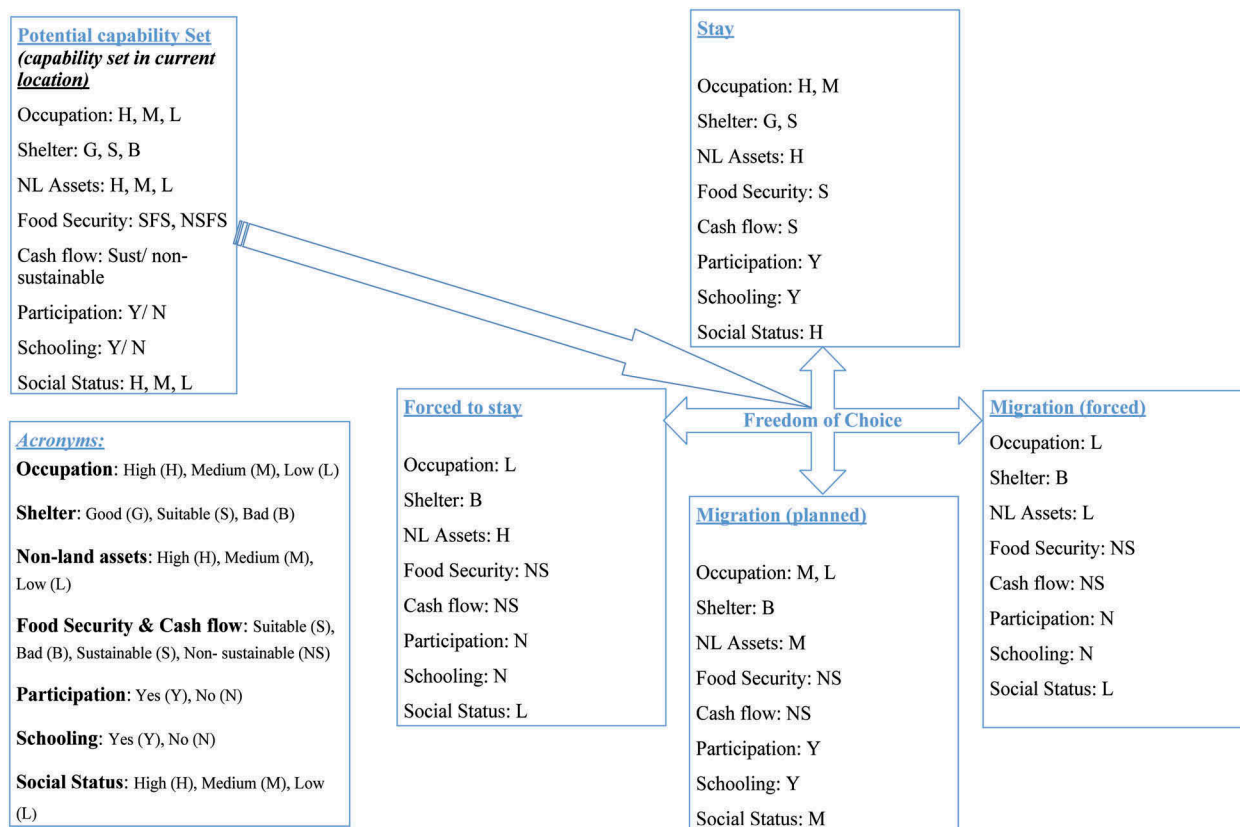 Potential capability Set
(capability set in current
location)
Occupation: H, M, L
Shelter: G, S, B
NL Assets: H, M, L
Food Security: SFS, NSFS
Cash flow: Sust/ non-
sustainable
Participation: Y/ N
Schooling: Y/ N
Social Status: H, M, L
Stay
Occupation: H, M
Shelter: G, S
NL Assets: H
Food Security: S
Cash flow: S
Participation: Y
Schooling: Y
Social Status: H
Acronyms:
Occupation: High (H), Medium (M), Low (L)
Shelter: Good (G), Suitable (S), Bad (B)
Non-land assets: High (H), Medium (M),
Low (L)
Food Security & Cash flow: Suitable (S),
Bad (B), Sustainable (S), Non- sustainable (NS)
Participation: Yes (Y), No (N)
Schooling: Yes (Y), No (N)
Social Status: High (H), Medium (M), Low
(L)
Forced to stay
Occupation: L
Shelter: B
NL Assets: H
Food Security: NS
Cash flow: NS
Participation: N
Schooling: N
Social Status: L
Freedom of Choice
Migration (planned)
Occupation: M, L
Shelter: B
NL Assets: M
Food Security: NS
Cash flow: NS
Participation: Y
Schooling: Y
Social Status: M
Migration (forced)
Occupation: L
Shelter: B
NL Assets: L
Food Security: NS
Cash flow: NS
Participation: N
Schooling: N
Social Status: L